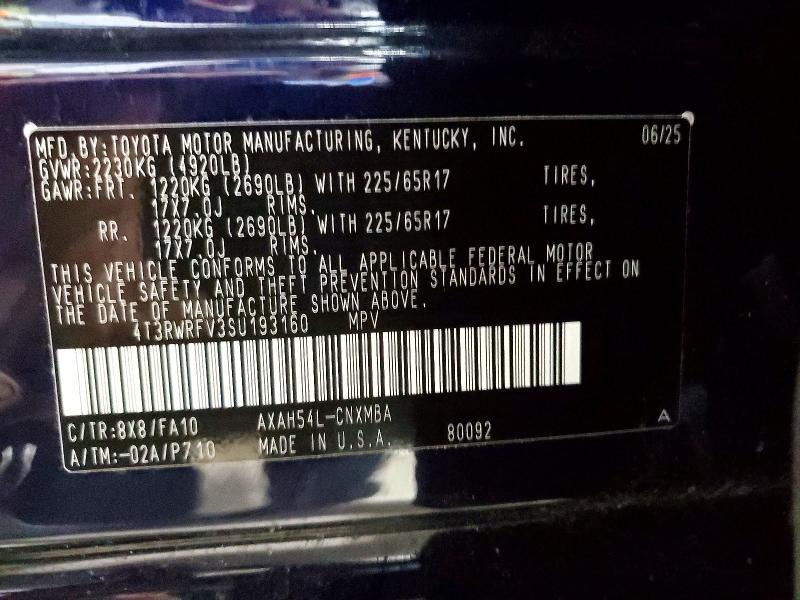 MFD.BY:TOYOTA MOTOR MANUFACTURING, KENTUCKY, INC. 06/25
GVWR:2230KG (4920LB)
GAWR:FRT. 1220KG (2690LB) WITH 225/65R17 TIRES,
17X7.0J RIMS,
RR. 1220KG (2690LB) WITH 225/65R17 TIRES,
17X7.0J RIMS.
THIS VEHICLE CONFORMS TO ALL APPLICABLE FEDERAL MOTOR
VEHICLE SAFETY AND THEFT PREVENTION STANDARDS IN EFFECT ON
THE DATE OF MANUFACTURE SHOWN ABOVE.
4T3RWRFV3SU193160 MPV
C/TR:8X8/FA10 AXAH54L-CNXMBA A
A/TM:-02A/P710 MADE IN U.S.A. 80092